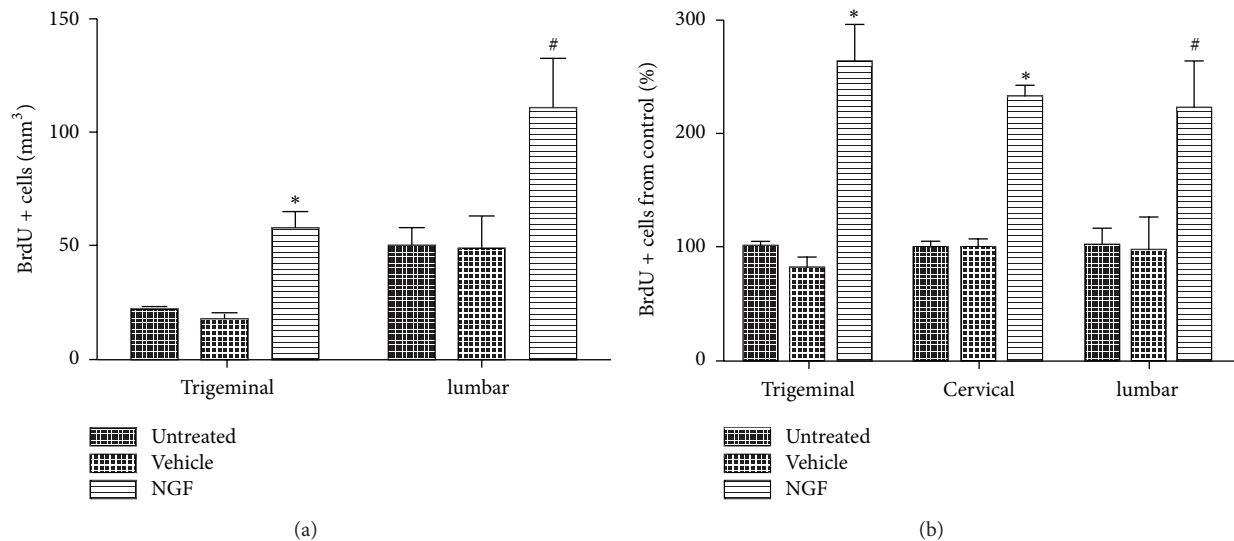 150
100
50
0
BrdU + cells (mm³)
*
#
Trigeminal
lumbar
Untreated
Vehicle
NGF
(a)
300
200
100
0
BrdU + cells from control (%)
*
*
#
Trigeminal
Cervical
lumbar
Untreated
Vehicle
NGF
(b)